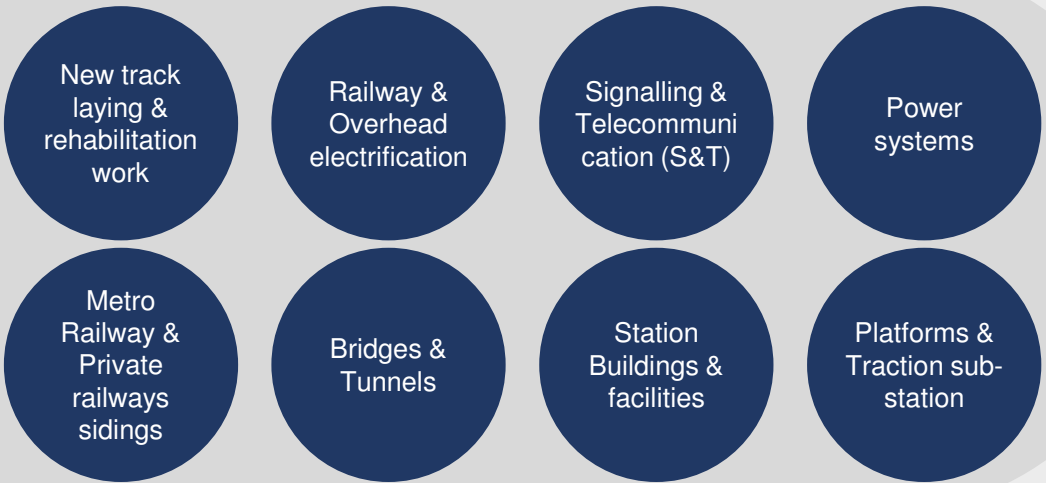 New track
laying &
rehabilitation
work
Railway &
Overhead
electrification
Signalling &
Telecommuni
cation (S&T)
Power
systems
Metro
Railway &
Private
railways
sidings
Bridges &
Tunnels
Station
Buildings &
facilities
Platforms &
Traction sub-
station